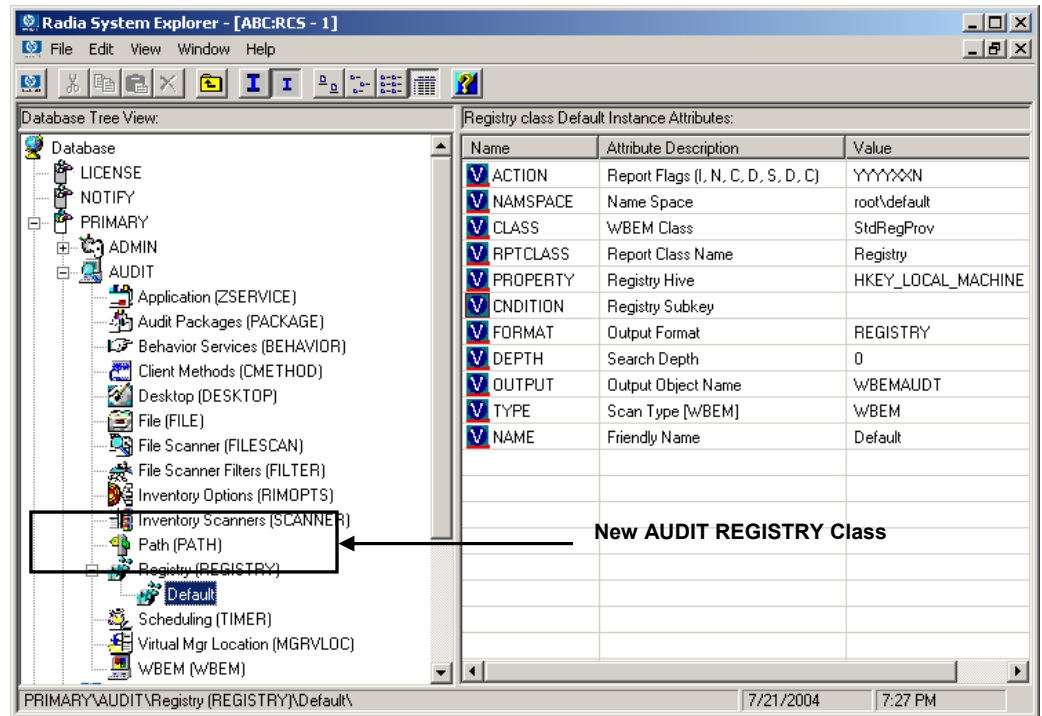 Radia System Explorer - [ABC:RCS - 1]
File Edit View Window Help
Database Tree View:
Database
LICENSE
NOTIFY
PRIMARY
ADMIN
AUDIT
Application (ZSERVICE)
Audit Packages (PACKAGE)
Behavior Services (BEHAVIOR)
Client Methods (CMETHOD)
Desktop (DESKTOP)
File (FILE)
File Scanner (FILESCAN)
File Scanner Filters (FILTER)
Inventory Options (RIMOPTS)
Inventory Scanners (SCANNER)
Path (PATH)
Registry (REGISTRY)
Default
Scheduling (TIMER)
Virtual Mgr Location (MGRVLOC)
WBEM (WBEM)
Registry class Default Instance Attributes:
Name Attribute Description Value
ACTION Report Flags (I, N, C, D, S, D, C) YYYYXXN
NAMSPACE Name Space root\default
CLASS WBEM Class StdRegProv
RPTCLASS Report Class Name Registry
PROPERTY Registry Hive HKEY_LOCAL_MACHINE
CNDITION Registry Subkey
FORMAT Output Format REGISTRY
DEPTH Search Depth 0
OUTPUT Output Object Name WBEMAUDT
TYPE Scan Type [WBEM] WBEM
NAME Friendly Name Default
New AUDIT REGISTRY Class
PRIMARY\AUDIT\Registry (REGISTRY)\Default\ 7/21/2004 7:27 PM